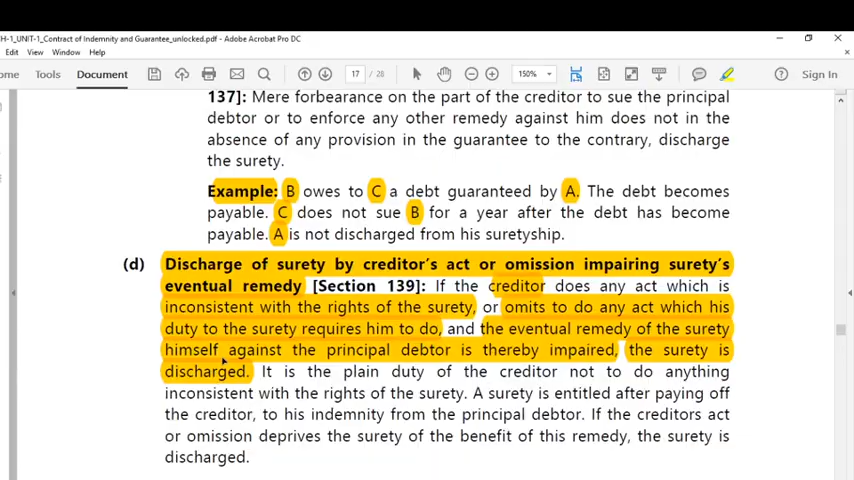 CH-1_UNIT-1_Contract of Indemnity and Guarantee_unlocked.pdf - Adobe Acrobat Pro DC
Edit View Window Help
ome Tools Document 17 / 28 150% Sign In
137]: Mere forbearance on the part of the creditor to sue the principal
debtor or to enforce any other remedy against him does not in the
absence of any provision in the guarantee to the contrary, discharge
the surety.
Example: B owes to C a debt guaranteed by A. The debt becomes
payable. C does not sue B for a year after the debt has become
payable. A is not discharged from his suretyship.
(d) Discharge of surety by creditor's act or omission impairing surety's
eventual remedy [Section 139]: If the creditor does any act which is
inconsistent with the rights of the surety, or omits to do any act which his
duty to the surety requires him to do, and the eventual remedy of the surety
himself against the principal debtor is thereby impaired, the surety is
discharged. It is the plain duty of the creditor not to do anything
inconsistent with the rights of the surety. A surety is entitled after paying off
the creditor, to his indemnity from the principal debtor. If the creditors act
or omission deprives the surety of the benefit of this remedy, the surety is
discharged.